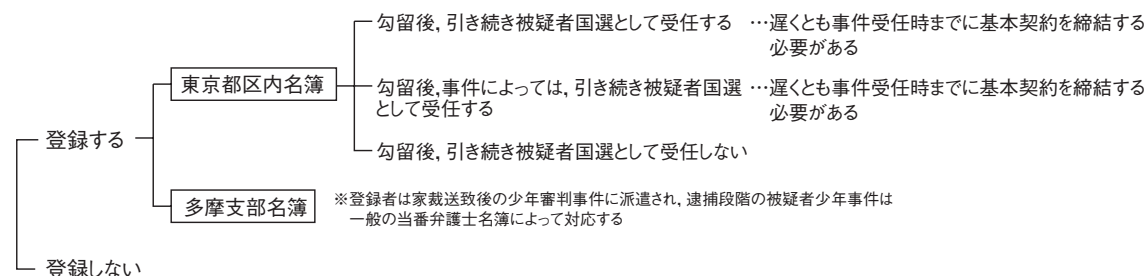 勾留後，引き続き被疑者国選として受任する …遅くとも事件受任時までに基本契約を締結する
必要がある
東京都区内名簿
勾留後，事件によっては，引き続き被疑者国選 …遅くとも事件受任時までに基本契約を締結する
として受任する
必要がある
登録する
勾留後，引き続き被疑者国選として受任しない
多摩支部名簿
※登録者は家裁送致後の少年審判事件に派遣され，逮捕段階の被疑者少年事件は
一般の当番弁護士名簿によって対応する
登録しない